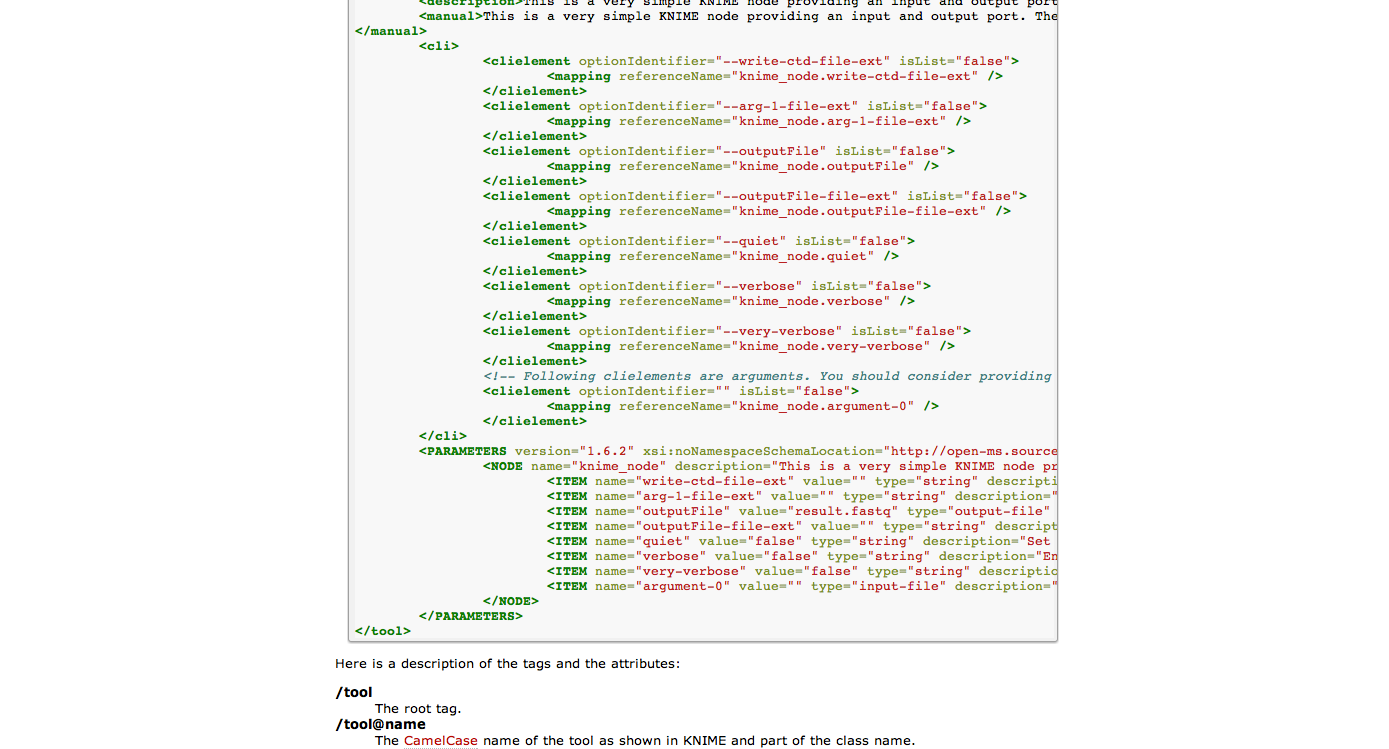 <description>This is a very simple KNIME node providing an input and output port
<manual>This is a very simple KNIME node providing an input and output port. The
</manual>
<cli>
<clielement optionIdentifier="--write-ctd-file-ext" isList="false">
<mapping referenceName="knime_node.write-ctd-file-ext" />
</clielement>
<clielement optionIdentifier="--arg-1-file-ext" isList="false">
<mapping referenceName="knime_node.arg-1-file-ext" />
</clielement>
<clielement optionIdentifier="--outputFile" isList="false">
<mapping referenceName="knime_node.outputFile" />
</clielement>
<clielement optionIdentifier="--outputFile-file-ext" isList="false">
<mapping referenceName="knime_node.outputFile-file-ext" />
</clielement>
<clielement optionIdentifier="--quiet" isList="false">
<mapping referenceName="knime_node.quiet" />
</clielement>
<clielement optionIdentifier="--verbose" isList="false">
<mapping referenceName="knime_node.verbose" />
</clielement>
<clielement optionIdentifier="--very-verbose" isList="false">
<mapping referenceName="knime_node.very-verbose" />
</clielement>
<!-- Following clielements are arguments. You should consider providing
<clielement optionIdentifier="" isList="false">
<mapping referenceName="knime_node.argument-0" />
</clielement>
</cli>
<PARAMETERS version="1.6.2" xsi:noNamespaceSchemaLocation="http://open-ms.source
<NODE name="knime_node" description="This is a very simple KNIME node pr
<ITEM name="write-ctd-file-ext" value="" type="string" descripti
<ITEM name="arg-1-file-ext" value="" type="string" description="
<ITEM name="outputFile" value="result.fastq" type="output-file"
<ITEM name="outputFile-file-ext" value="" type="string" descript
<ITEM name="quiet" value="false" type="string" description="Set
<ITEM name="verbose" value="false" type="string" description="En
<ITEM name="very-verbose" value="false" type="string" descriptio
<ITEM name="argument-0" value="" type="input-file" description="
</NODE>
</PARAMETERS>
</tool>
Here is a description of the tags and the attributes:
/tool
The root tag.
/tool@name
The CamelCase name of the tool as shown in KNIME and part of the class name.